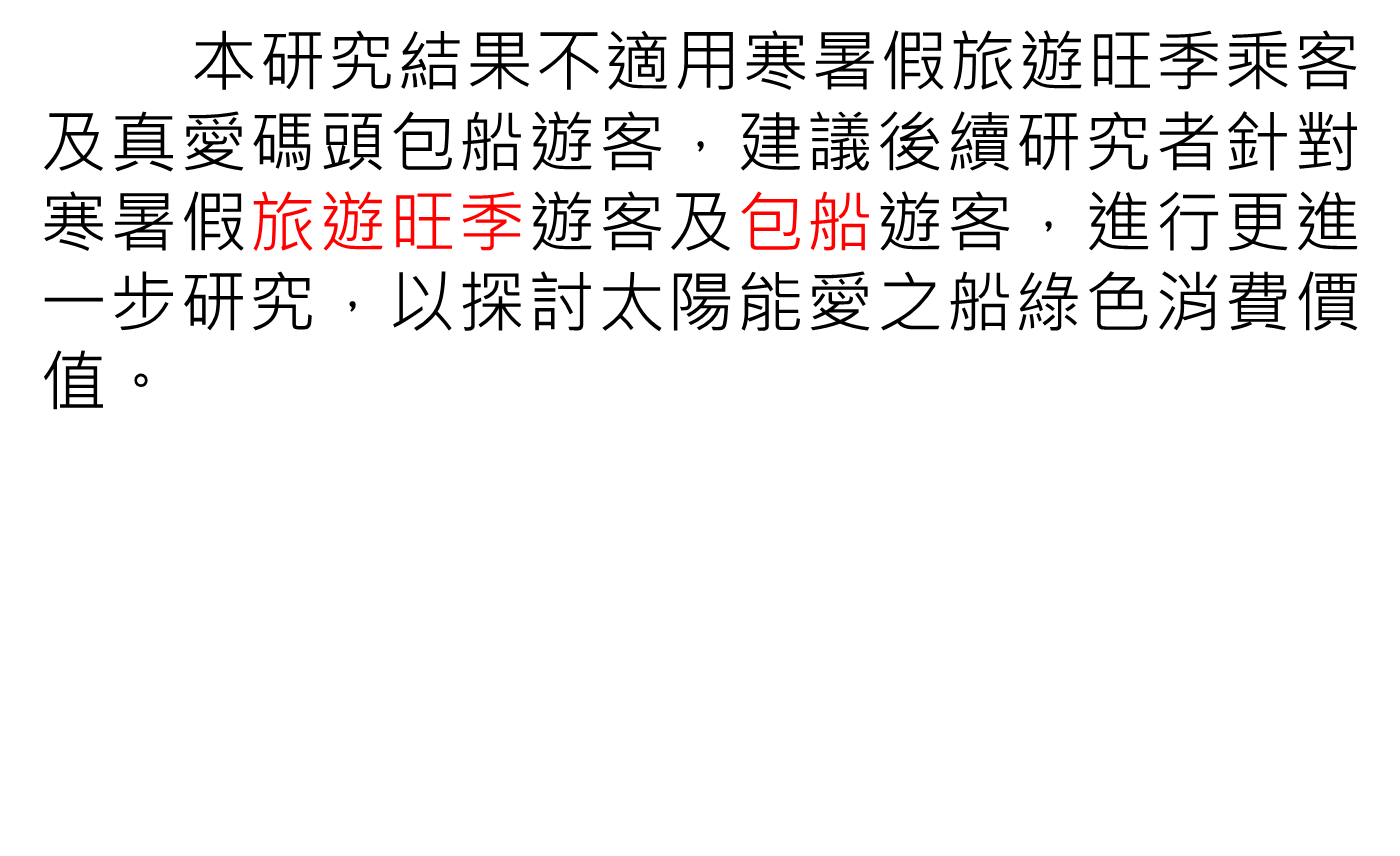 本研究結果不適用寒暑假旅遊旺季乘客
及真愛碼頭包船遊客，建議後續研究者針對
寒暑假旅遊旺季遊客及包船遊客，進行更進
一步研究，以探討太陽能愛之船綠色消費價
值。